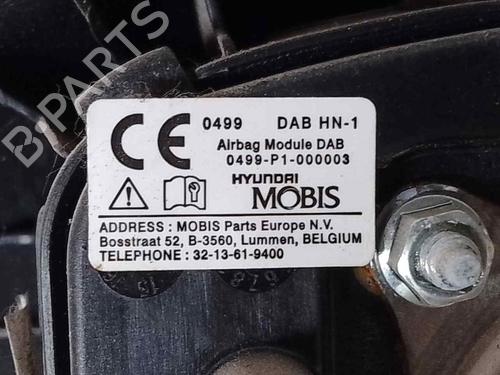 B-PARTS
CE 0499 DAB HN-1
Airbag Module DAB
0499-P1-000003
HYUNDAI
MOBIS
ADDRESS : MOBIS Parts Europe N.V.
Bosstraat 52, B-3560, Lummen, BELGIUM
TELEPHONE : 32-13-61-9400